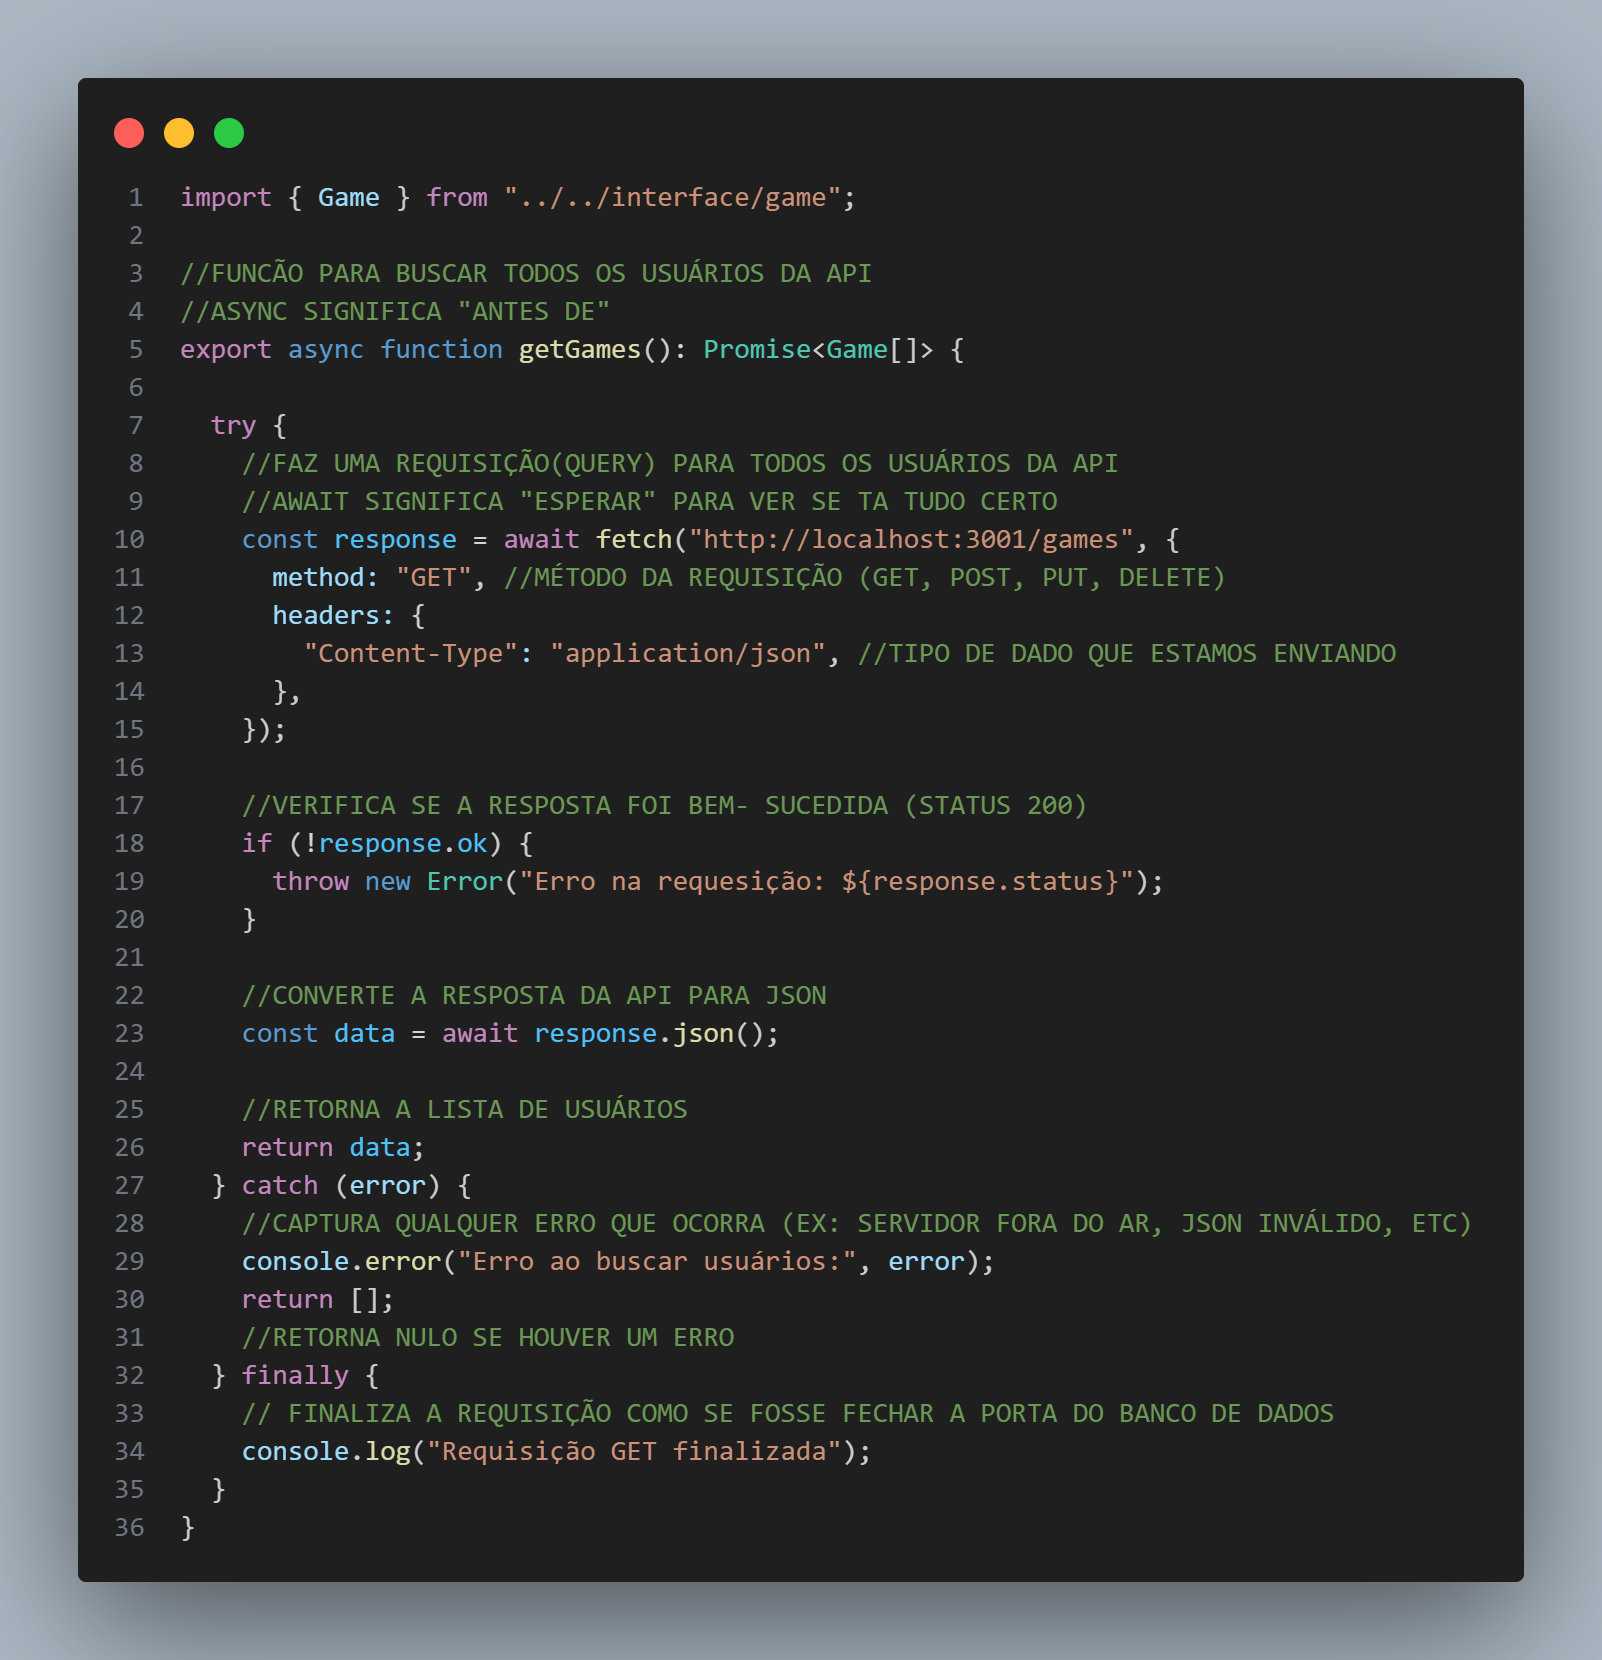 1 import { Game } from "../../interface/game";
2
3 //FUNCÃO PARA BUSCAR TODOS OS USUÁRIOS DA API
4 //ASYNC SIGNIFICA "ANTES DE"
5 export async function getGames(): Promise<Game[]> {
6
7   try {
8     //FAZ UMA REQUISIÇÃO(QUERY) PARA TODOS OS USUÁRIOS DA API
9     //AWAIT SIGNIFICA "ESPERAR" PARA VER SE TA TUDO CERTO
10     const response = await fetch("http://localhost:3001/games", {
11       method: "GET", //MÉTODO DA REQUISIÇÃO (GET, POST, PUT, DELETE)
12       headers: {
13         "Content-Type": "application/json", //TIPO DE DADO QUE ESTAMOS ENVIANDO
14       },
15     });
16
17     //VERIFICA SE A RESPOSTA FOI BEM- SUCEDIDA (STATUS 200)
18     if (!response.ok) {
19       throw new Error("Erro na requesição: ${response.status}");
20     }
21
22     //CONVERTE A RESPOSTA DA API PARA JSON
23     const data = await response.json();
24
25     //RETORNA A LISTA DE USUÁRIOS
26     return data;
27   } catch (error) {
28     //CAPTURA QUALQUER ERRO QUE OCORRA (EX: SERVIDOR FORA DO AR, JSON INVÁLIDO, ETC)
29     console.error("Erro ao buscar usuários:", error);
30     return [];
31     //RETORNA NULO SE HOUVER UM ERRO
32   } finally {
33     // FINALIZA A REQUISIÇÃO COMO SE FOSSE FECHAR A PORTA DO BANCO DE DADOS
34     console.log("Requisição GET finalizada");
35   }
36 }